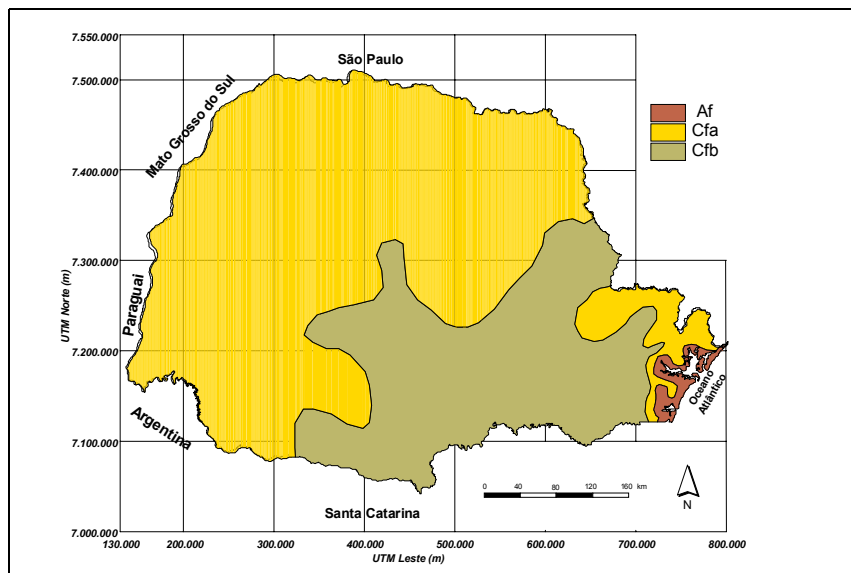 7.550.000
São Paulo
7.500.000
Mato Grosso do Sul
Af
Cfa
Cfb
7.400.000
7.300.000
UTM Norte (m)
Paraguai
7.200.000
Oceano
Atlântico
Argentina
7.100.000
0 40 80 120 160 km
N
Santa Catarina
7.000.000
130.000 200.000 300.000 400.000 500.000 600.000 700.000 800.000
UTM Leste (m)